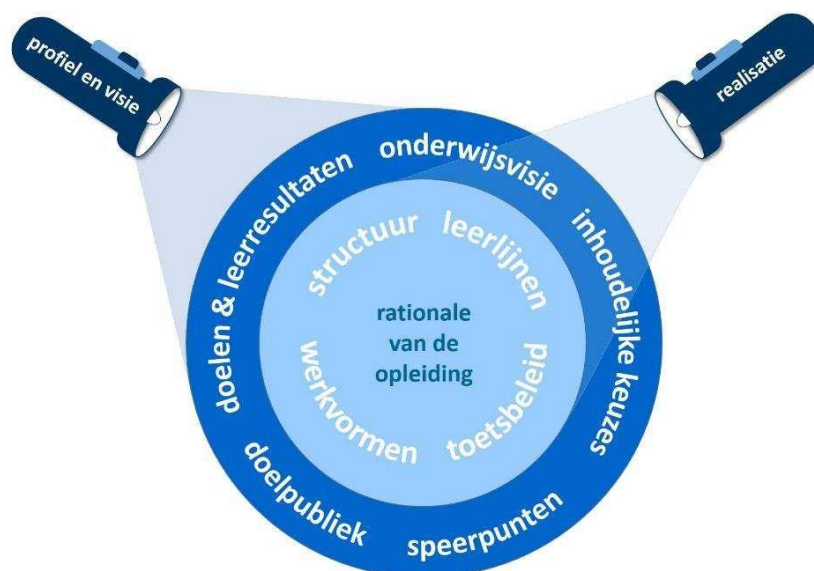 profiel en visie
realisatie
onderwijsvisie
doelen & leerresultaten
inhoudelijke keuzes
structuur
leerlijnen
rationale
van de
opleiding
werkvormen
toetsbeleid
doelpubliek
speerpunten